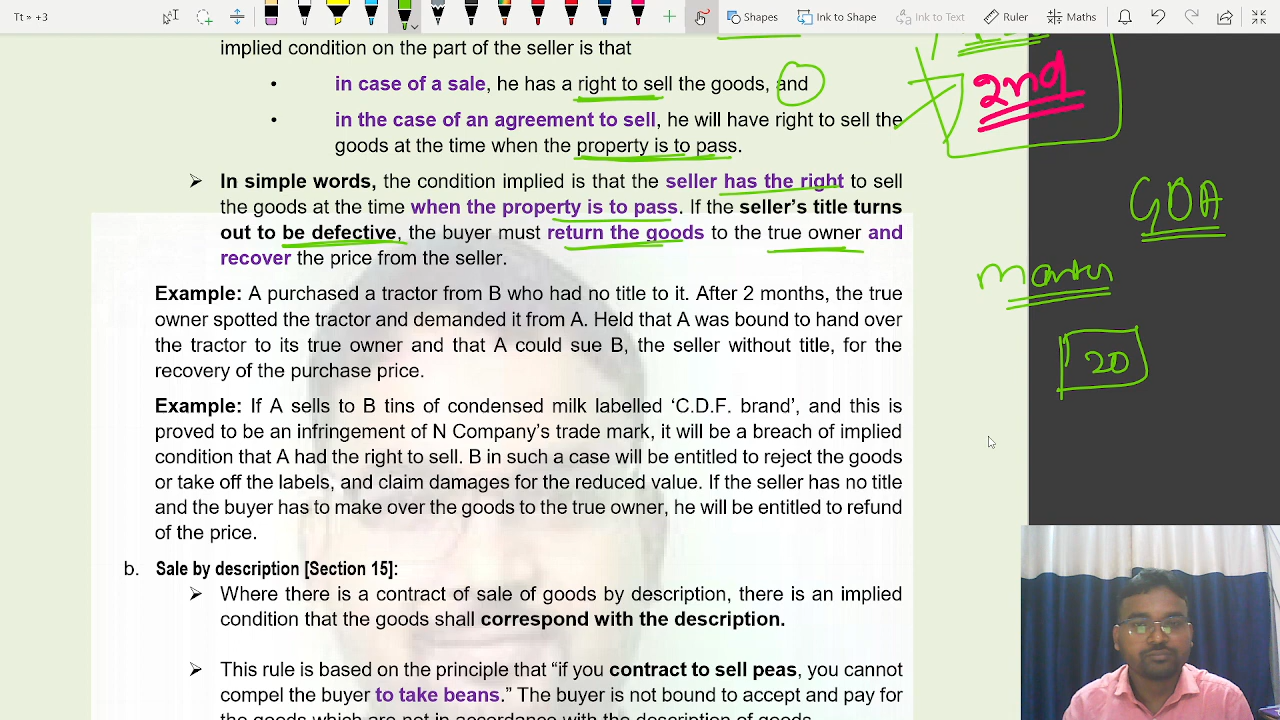 Tt > +3
Shapes
Ink to Shape
Ink to Text
Ruler
Maths
implied condition on the part of the seller is that
• in case of a sale, he has a right to sell the goods, and
• in the case of an agreement to sell, he will have right to sell the
goods at the time when the property is to pass.
2nd
➢ In simple words, the condition implied is that the seller has the right to sell
the goods at the time when the property is to pass. If the seller’s title turns
out to be defective, the buyer must return the goods to the true owner and
recover the price from the seller.
GOA
20
Example: A purchased a tractor from B who had no title to it. After 2 months, the true
owner spotted the tractor and demanded it from A. Held that A was bound to hand over
the tractor to its true owner and that A could sue B, the seller without title, for the
recovery of the purchase price.
Example: If A sells to B tins of condensed milk labelled ‘C.D.F. brand’, and this is
proved to be an infringement of N Company’s trade mark, it will be a breach of implied
condition that A had the right to sell. B in such a case will be entitled to reject the goods
or take off the labels, and claim damages for the reduced value. If the seller has no title
and the buyer has to make over the goods to the true owner, he will be entitled to refund
of the price.
b. Sale by description [Section 15]:
➢ Where there is a contract of sale of goods by description, there is an implied
condition that the goods shall correspond with the description.
➢ This rule is based on the principle that “if you contract to sell peas, you cannot
compel the buyer to take beans.” The buyer is not bound to accept and pay for
the goods which are not in accordance with the description of goods.